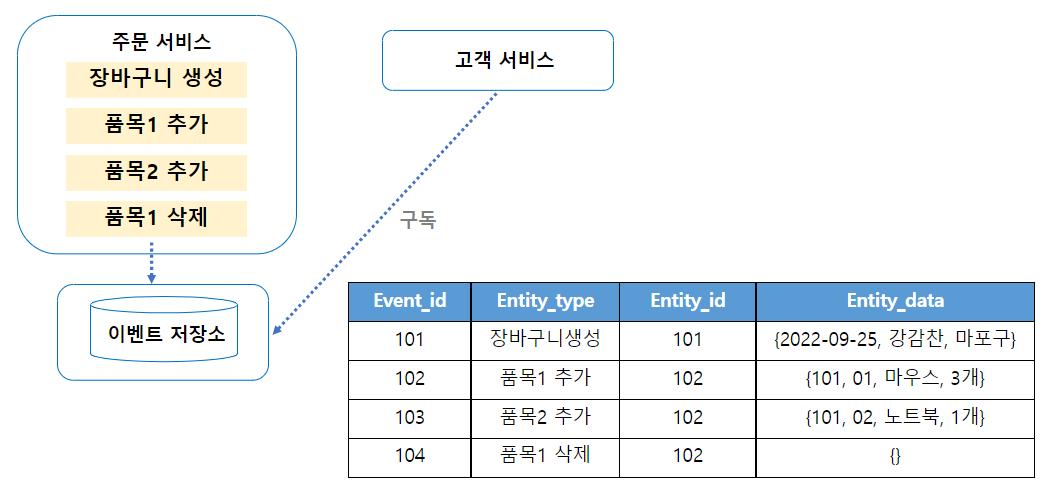 주문 서비스
장바구니 생성
품목1 추가
품목2 추가
품목1 삭제
고객 서비스
구독
이벤트 저장소
Event_id Entity_type Entity_id Entity_data
101 장바구니생성 101 {2022-09-25, 강감찬, 마포구}
102 품목1 추가 102 {101, 01, 마우스, 3개}
103 품목2 추가 102 {101, 02, 노트북, 1개}
104 품목1 삭제 102 {}